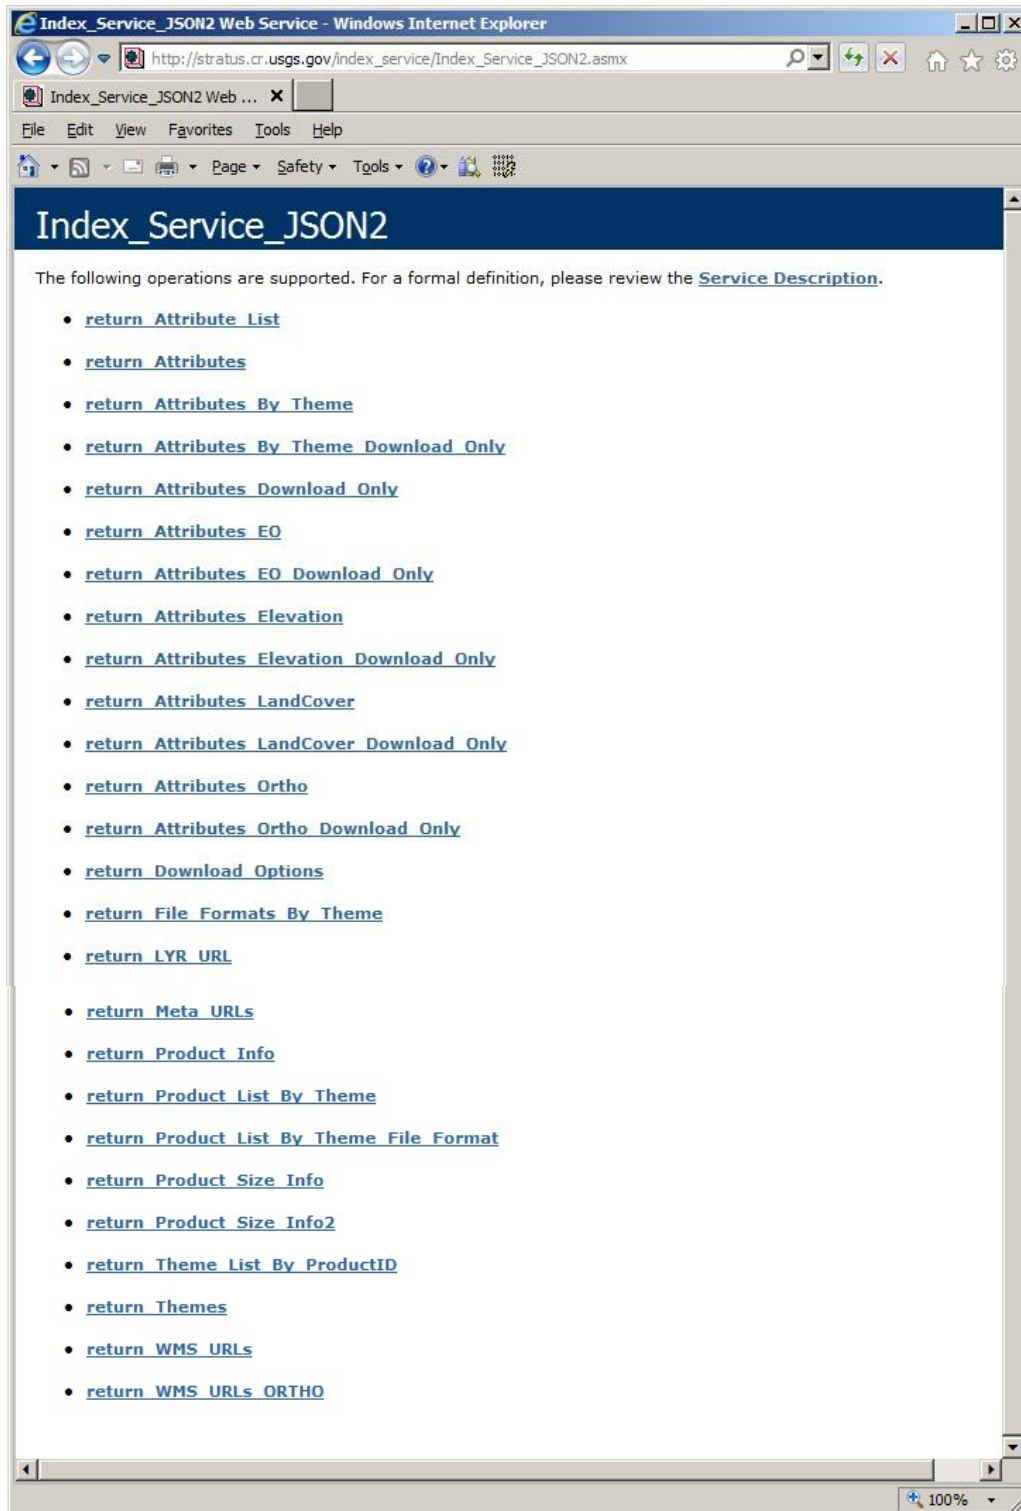 Index_Service_JSON2 Web Service - Windows Internet Explorer
http://stratus.cr.usgs.gov/index_service/Index_Service_JSON2.asmx
Index_Service_JSON2 Web ...
File Edit View Favorites Tools Help
Page Safety Tools
Index_Service_JSON2
The following operations are supported. For a formal definition, please review the Service Description.
return_Attribute_List
return_Attributes
return_Attributes_By_Theme
return_Attributes_By_Theme_Download_Only
return_Attributes_Download_Only
return_Attributes_EO
return_Attributes_EO_Download_Only
return_Attributes_Elevation
return_Attributes_Elevation_Download_Only
return_Attributes_LandCover
return_Attributes_LandCover_Download_Only
return_Attributes_Ortho
return_Attributes_Ortho_Download_Only
return_Download_Options
return_File_Formats_By_Theme
return_LYR_URL
return_Meta_URLs
return_Product_Info
return_Product_List_By_Theme
return_Product_List_By_Theme_File_Format
return_Product_Size_Info
return_Product_Size_Info2
return_Theme_List_By_ProductID
return_Themes
return_WMS_URLs
return_WMS_URLs_ORTHO
100%